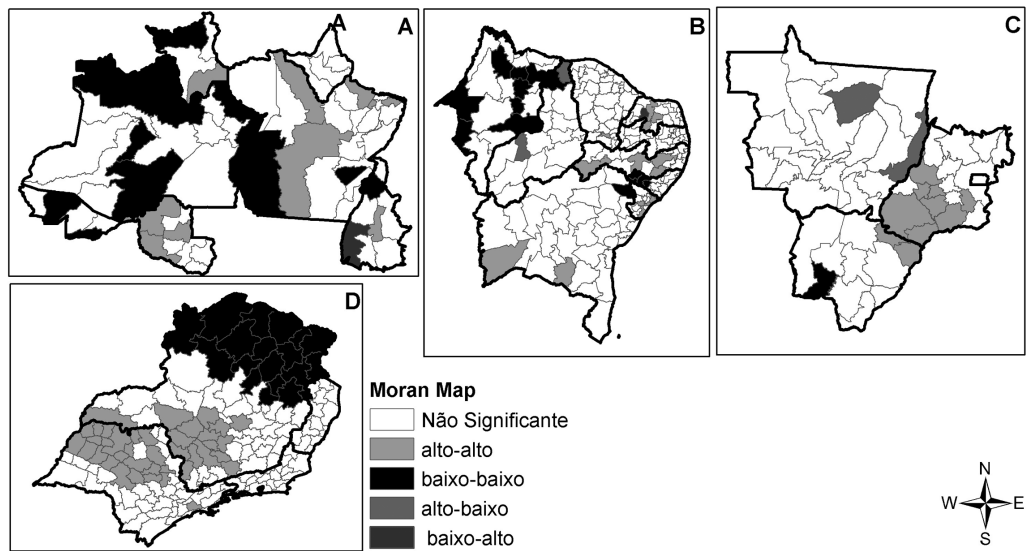 A
A
B
C
D
Moran Map
Não Significante
alto-alto
baixo-baixo
alto-baixo
baixo-alto
N
W E
S